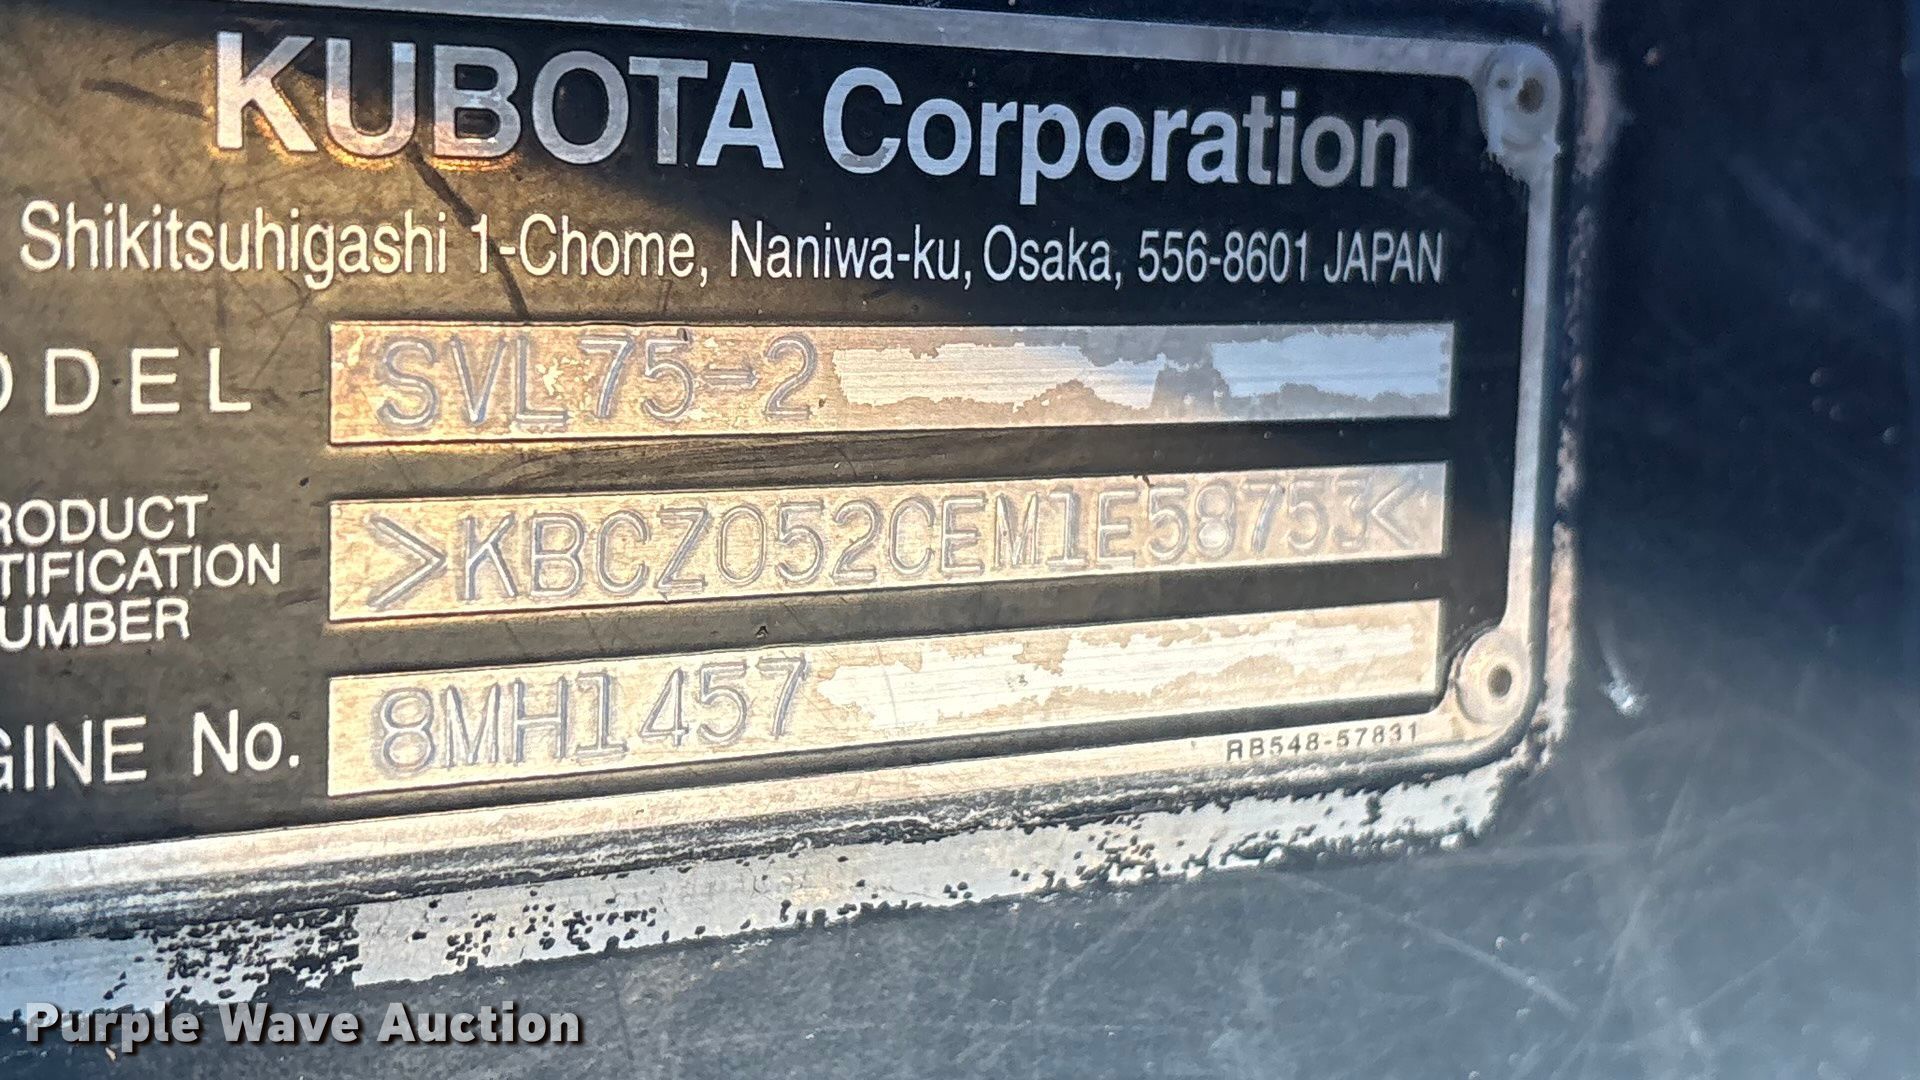 KUBOTA Corporation
Shikitsuhigashi 1-Chome, Naniwa-ku, Osaka, 556-8601 JAPAN
ODEL SVL75-2
RODUCT
TIFICATION
UMBER
>KBCZ052CEM1E58753<
GINE No. 8MH1457
RB548-57831
Purple Wave Auction